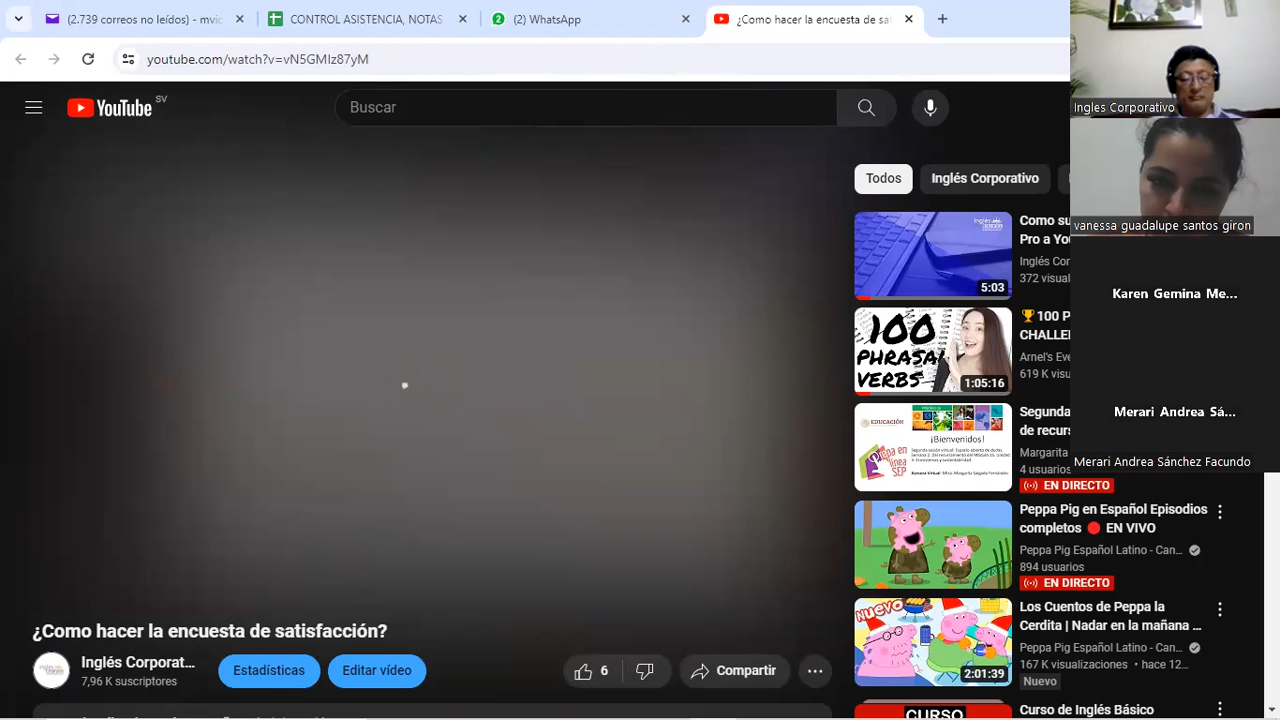 (2.739 correos no leídos) - mvic
CONTROL ASISTENCIA, NOTAS
(2) WhatsApp
¿Como hacer la encuesta de sa
youtube.com/watch?v=vN5GMIz87yM
YouTube SV
Buscar
Todos
Inglés Corporativo
5:03
Como su
Pro a You
Inglés Cor
372 visual
100 PHRASAL VERBS
1:05:16
100 P
CHALLEN
Arnel's Eve
619 K visu
EDUCACIÓN
¡Bienvenidos!
Segunda
de recur
Margarita
4 usuarios
EN DIRECTO
Peppa Pig en Español Episodios
completos EN VIVO
Peppa Pig Español Latino - Can...
894 usuarios
EN DIRECTO
NUEVO
2:01:39
Los Cuentos de Peppa la
Cerdita | Nadar en la mañana ...
Peppa Pig Español Latino - Can...
167 K visualizaciones • hace 12...
Nuevo
CURSO
Curso de Inglés Básico
¿Como hacer la encuesta de satisfacción?
Inglés Corporat...
7,96 K suscriptores
Estadísticas
Editar vídeo
6
Compartir
Ingles Corporativo
vanessa guadalupe santos giron
Karen Gemina Me...
Merari Andrea Sá...
Merari Andrea Sánchez Facundo